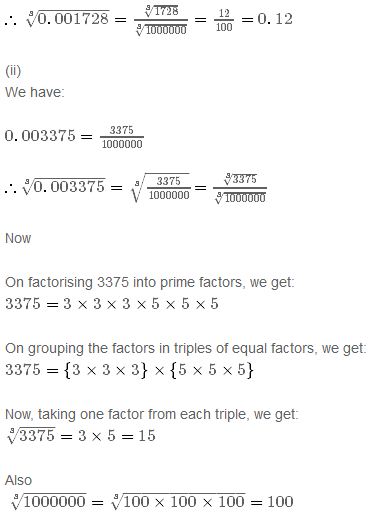 ∴ ∛0.001728 = ∛1728 / ∛1000000 = 12/100 = 0.12
(ii)
We have:
0.003375 = 3375/1000000
∴ ∛0.003375 = ∛(3375/1000000) = ∛3375 / ∛1000000
Now
On factorising 3375 into prime factors, we get:
3375 = 3 × 3 × 3 × 5 × 5 × 5
On grouping the factors in triples of equal factors, we get:
3375 = {3 × 3 × 3} × {5 × 5 × 5}
Now, taking one factor from each triple, we get:
∛3375 = 3 × 5 = 15
Also
∛1000000 = ∛(100 × 100 × 100) = 100